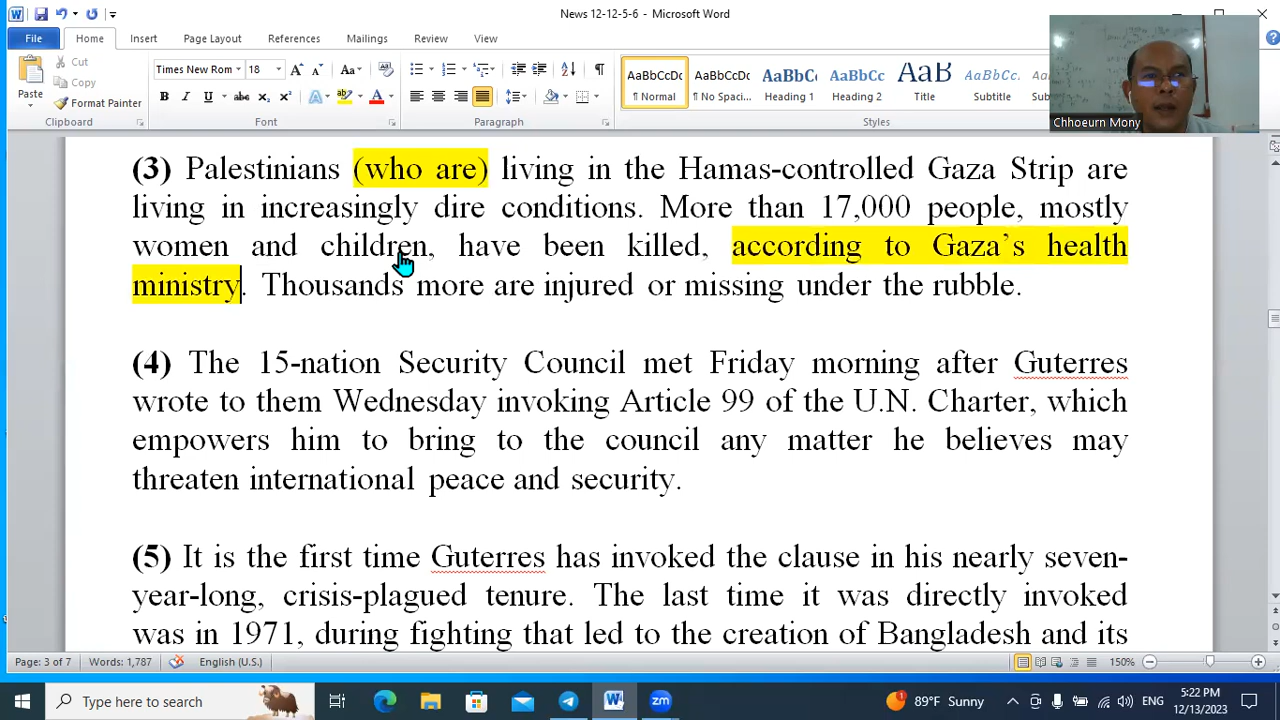 News 12-12-5-6 - Microsoft Word
File Home Insert Page Layout References Mailings Review View
Paste
Cut
Copy
Format Painter
Clipboard
Times New Rom 18
Font
Paragraph
AaBbCcDc AaBbCcDc AaBbCc AaBbCc AaB AaBbCcDc
¶ Normal ¶ No Spaci... Heading 1 Heading 2 Title Subtitle
Styles
Chhoeurn Mony
(3) Palestinians (who are) living in the Hamas-controlled Gaza Strip are
living in increasingly dire conditions. More than 17,000 people, mostly
women and children, have been killed, according to Gaza’s health
ministry. Thousands more are injured or missing under the rubble.
(4) The 15-nation Security Council met Friday morning after Guterres
wrote to them Wednesday invoking Article 99 of the U.N. Charter, which
empowers him to bring to the council any matter he believes may
threaten international peace and security.
(5) It is the first time Guterres has invoked the clause in his nearly seven-
year-long, crisis-plagued tenure. The last time it was directly invoked
was in 1971, during fighting that led to the creation of Bangladesh and its
Page: 3 of 7 Words: 1,787 English (U.S.) 150%
Type here to search
89°F Sunny ENG 5:22 PM
12/13/2023